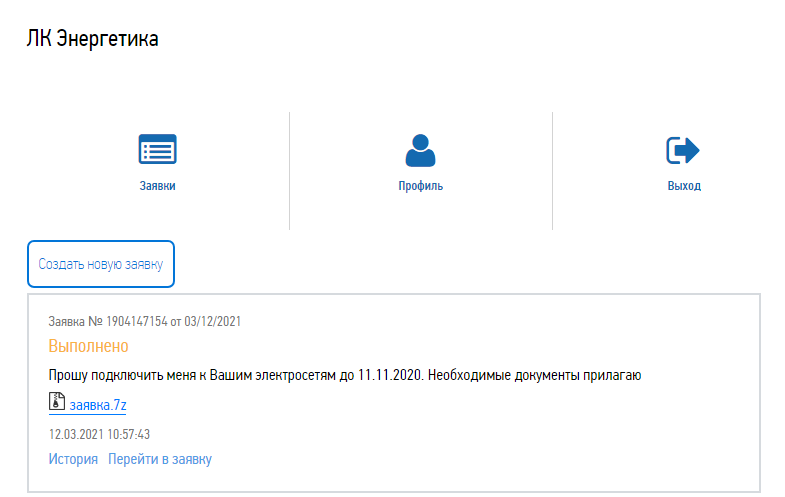 ЛК Энергетика
Заявки
Профиль
Выход
Создать новую заявку
Заявка № 1904147154 от 03/12/2021
Выполнено
Прошу подключить меня к Вашим электросетям до 11.11.2020. Необходимые документы прилагаю
заявка.7z
12.03.2021 10:57:43
История Перейти в заявку